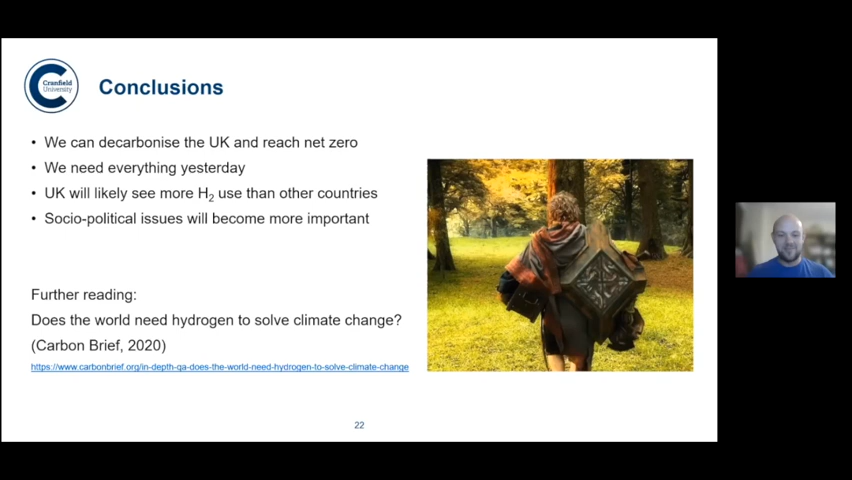 Cranfield
University
Conclusions
• We can decarbonise the UK and reach net zero
• We need everything yesterday
• UK will likely see more H₂ use than other countries
• Socio-political issues will become more important
Further reading:
Does the world need hydrogen to solve climate change?
(Carbon Brief, 2020)
https://www.carbonbrief.org/in-depth-qa-does-the-world-need-hydrogen-to-solve-climate-change
22